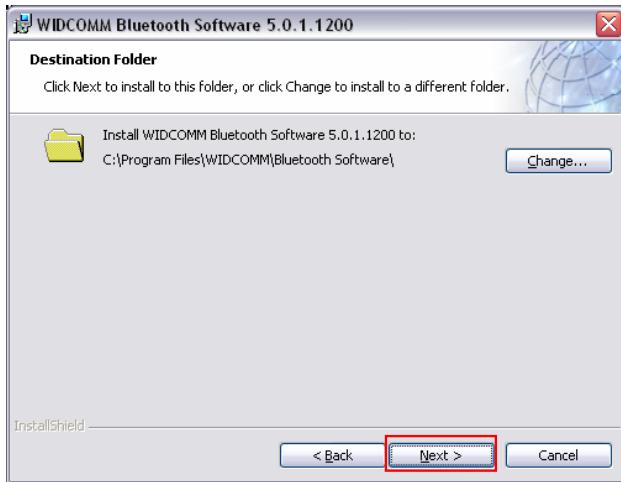 WIDCOMM Bluetooth Software 5.0.1.1200
Destination Folder
Click Next to install to this folder, or click Change to install to a different folder.
Install WIDCOMM Bluetooth Software 5.0.1.1200 to:
C:\Program Files\WIDCOMM\Bluetooth Software\
Change...
InstallShield
< Back
Next >
Cancel